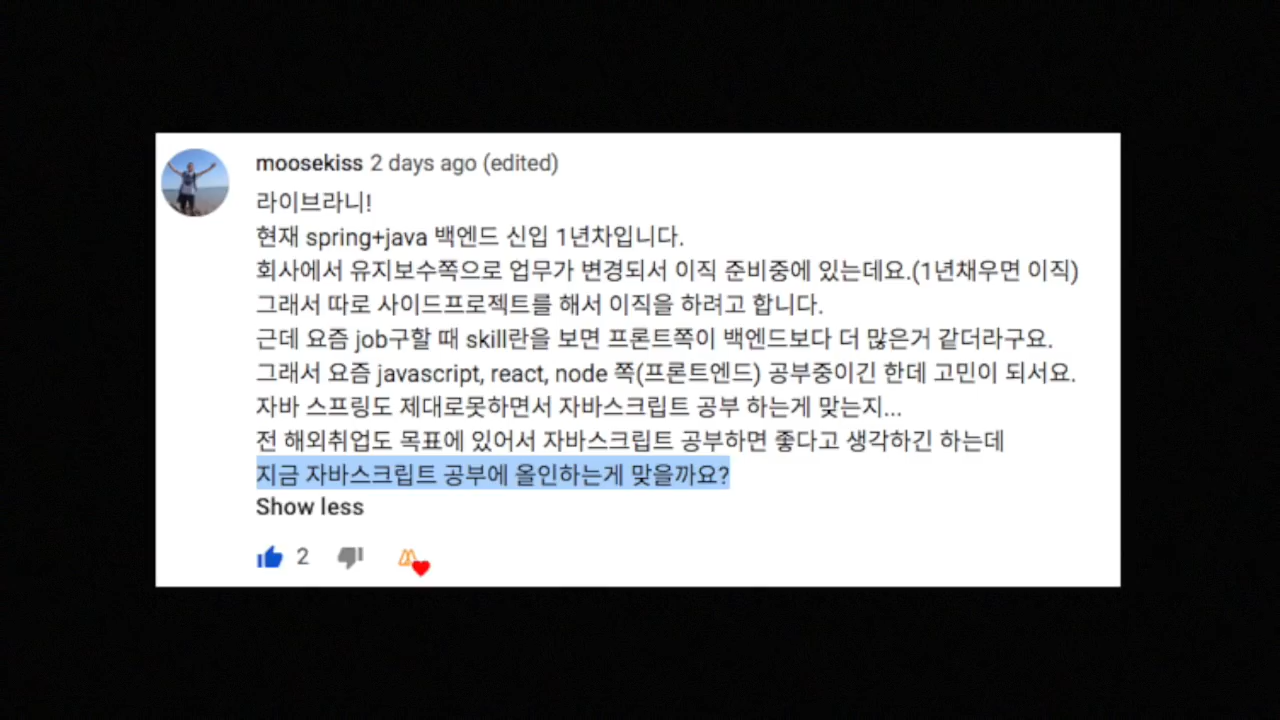 moosekiss 2 days ago (edited)
라이브라니!
현재 spring+java 백엔드 신입 1년차입니다.
회사에서 유지보수쪽으로 업무가 변경되서 이직 준비중에 있는데요.(1년채우면 이직)
그래서 따로 사이드프로젝트를 해서 이직을 하려고 합니다.
근데 요즘 job구할 때 skill란을 보면 프론트쪽이 백엔드보다 더 많은거 같더라구요.
그래서 요즘 javascript, react, node 쪽(프론트엔드) 공부중이긴 한데 고민이 되서요.
자바 스프링도 제대로못하면서 자바스크립트 공부 하는게 맞는지...
전 해외취업도 목표에 있어서 자바스크립트 공부하면 좋다고 생각하긴 하는데
지금 자바스크립트 공부에 올인하는게 맞을까요?
Show less
2